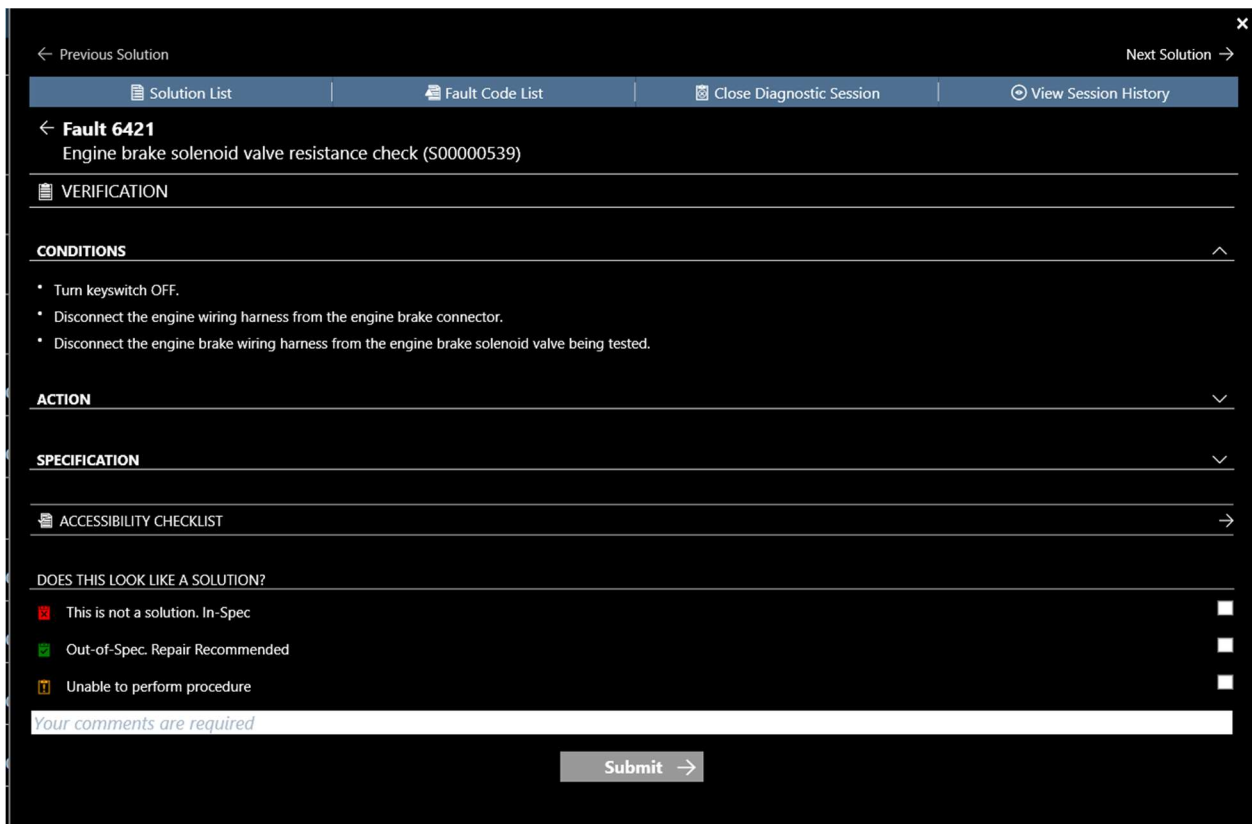 Previous Solution
Next Solution
Solution List
Fault Code List
Close Diagnostic Session
View Session History
Fault 6421
Engine brake solenoid valve resistance check (S00000539)
VERIFICATION
CONDITIONS
• Turn keyswitch OFF.
• Disconnect the engine wiring harness from the engine brake connector.
• Disconnect the engine brake wiring harness from the engine brake solenoid valve being tested.
ACTION
SPECIFICATION
ACCESSIBILITY CHECKLIST
DOES THIS LOOK LIKE A SOLUTION?
This is not a solution. In-Spec
Out-of-Spec. Repair Recommended
Unable to perform procedure
Your comments are required
Submit